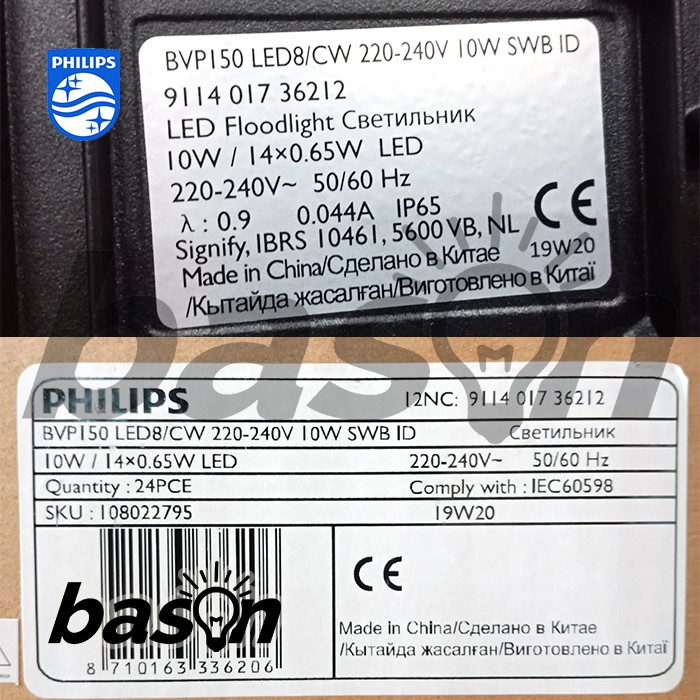 PHILIPS
BVP150 LED8/CW 220-240V 10W SWB ID
9114 017 36212
LED Floodlight Светильник
10W / 14×0.65W LED
220-240V~ 50/60 Hz
λ : 0.9 0.044A IP65
Signify, IBRS 10461, 5600 VB, NL
CE
Made in China/Сделано в Китае 19W20
/Кытайда жасалған/Виготовлено в Китаї
bason
PHILIPS 12NC: 9114 017 36212
BVP150 LED8/CW 220-240V 10W SWB ID Светильник
10W / 14×0.65W LED 220-240V~ 50/60 Hz
Quantity : 24PCE Comply with : IEC60598
SKU : 108022795 19W20
CE
bason
8 710163 336206
Made in China/Сделано в Китае
/Кытайда жасалған/Виготовлено в Китаї